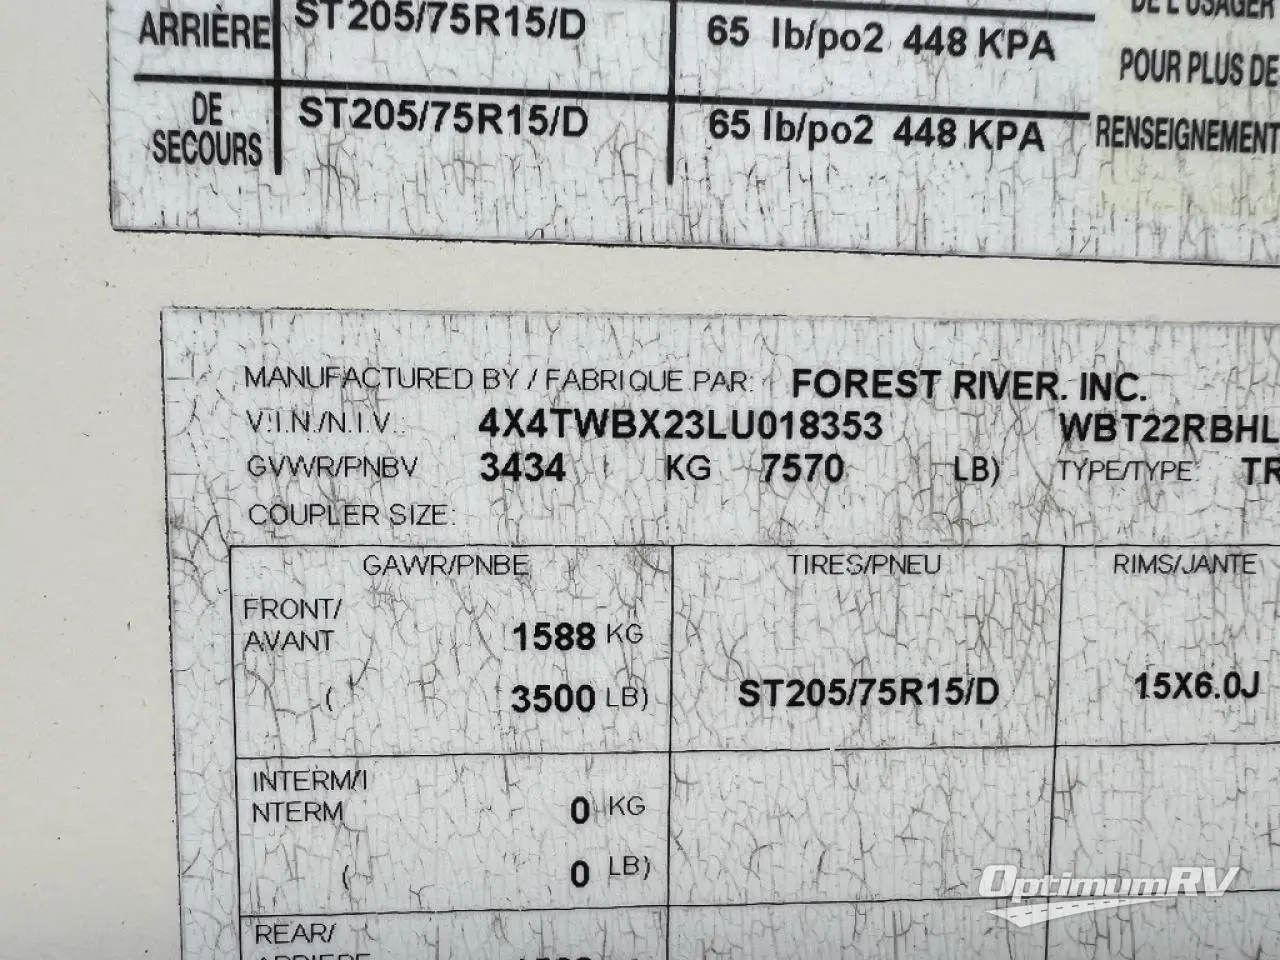 DE L'USAGER
ARRIÈRE ST205/75R15/D 65 lb/po2 448 KPA POUR PLUS DE
DE SECOURS ST205/75R15/D 65 lb/po2 448 KPA RENSEIGNEMENT
MANUFACTURED BY / FABRIQUE PAR: FOREST RIVER. INC.
V.I.N./N.I.V.: 4X4TWBX23LU018353 WBT22RBHL
GVWR/PNBV 3434 KG 7570 LB) TYPE/TYPE: TR
COUPLER SIZE:
GAWR/PNBE TIRES/PNEU RIMS/JANTE
FRONT/
AVANT 1588 KG
( 3500 LB) ST205/75R15/D 15X6.0J
INTERM/I
NTERM 0 KG
( 0 LB)
OptimumRV
REAR/